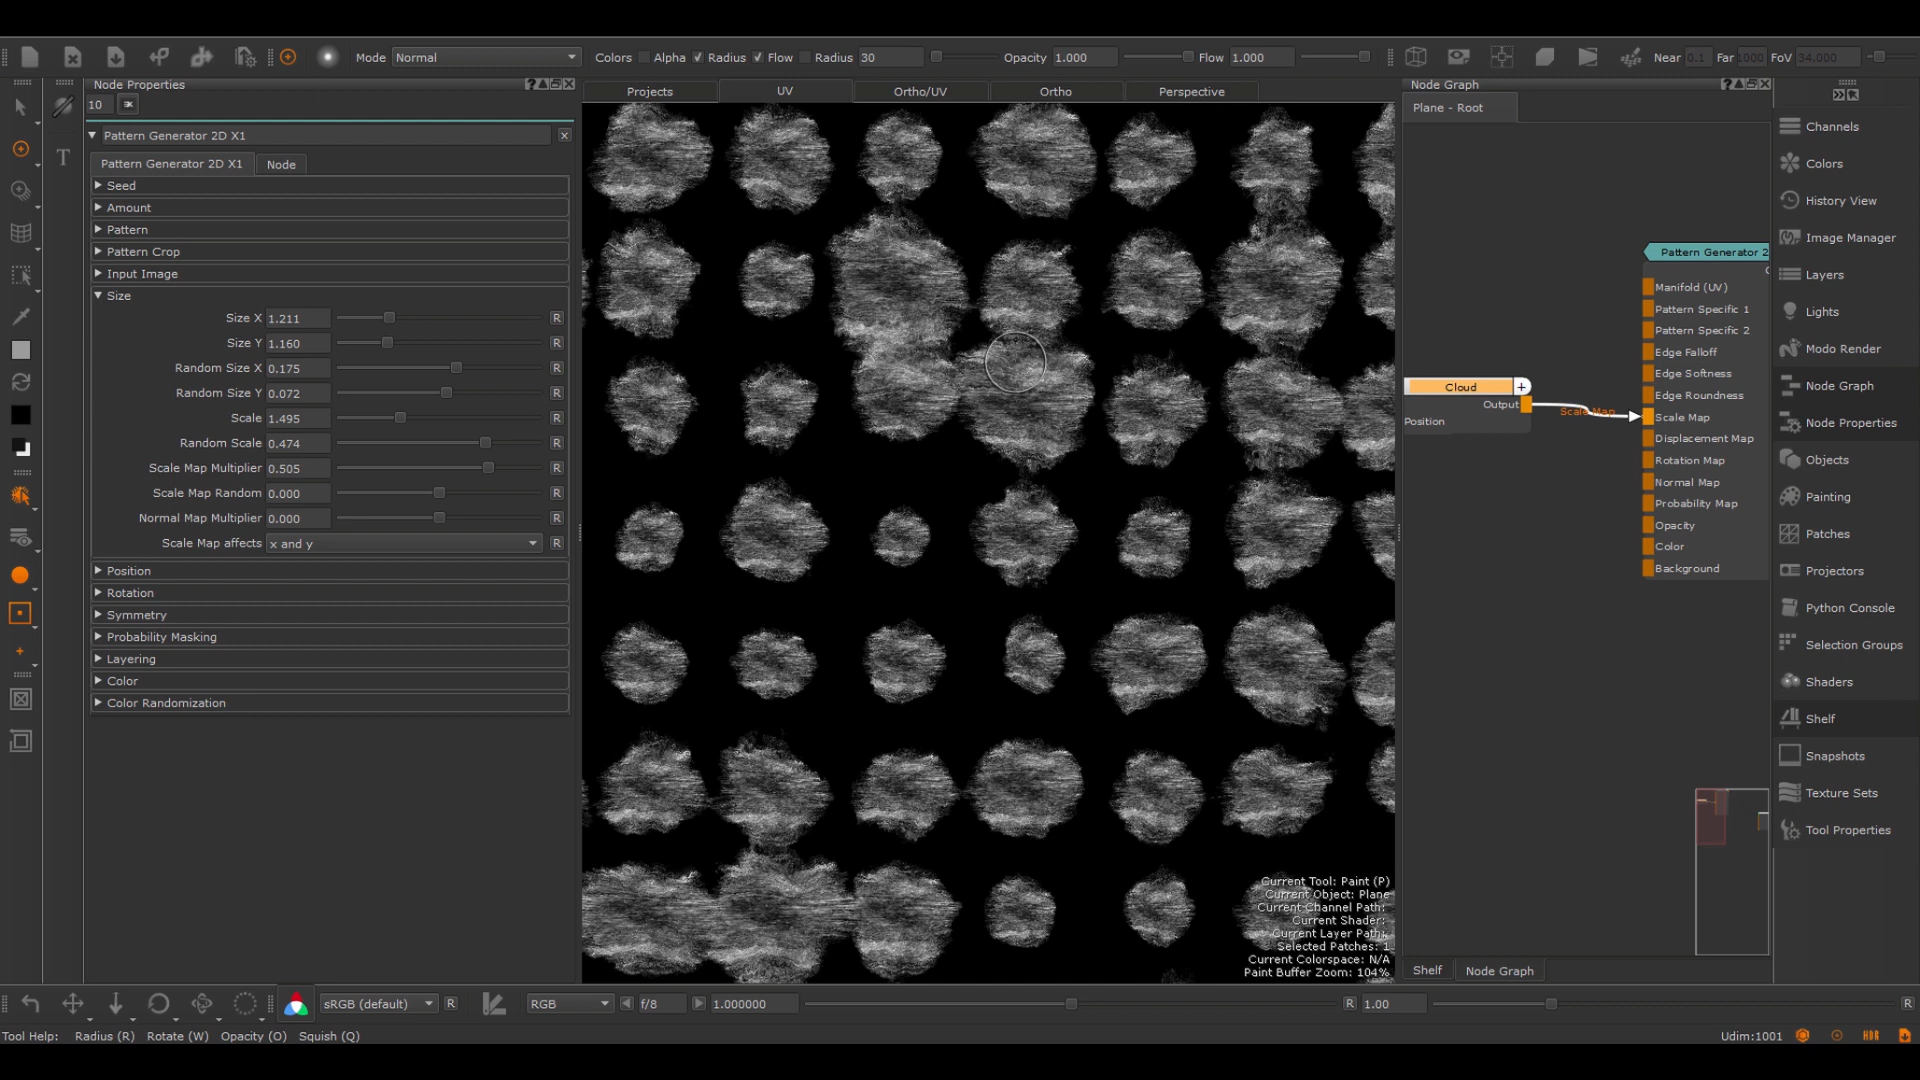 Mode Normal Colors Alpha Radius Flow Radius 30 Opacity 1.000 Flow 1.000 Near 0.1 Far 1000 FoV 34.000
Node Properties
10
Pattern Generator 2D X1
Pattern Generator 2D X1 Node
Seed
Amount
Pattern
Pattern Crop
Input Image
Size
Size X 1.211 R
Size Y 1.160 R
Random Size X 0.175 R
Random Size Y 0.072 R
Scale 1.495 R
Random Scale 0.474 R
Scale Map Multiplier 0.505 R
Scale Map Random 0.000 R
Normal Map Multiplier 0.000 R
Scale Map affects x and y R
Position
Rotation
Symmetry
Probability Masking
Layering
Color
Color Randomization
T
Projects UV Ortho/UV Ortho Perspective
Current Tool: Paint (P)
Current Object: Plane
Current Channel Path:
Current Shader:
Current Layer Path:
Selected Patches: 1
Current Colorspace: N/A
Paint Buffer Zoom: 104%
Node Graph
Plane - Root
Pattern Generator 2
Manifold (UV)
Pattern Specific 1
Pattern Specific 2
Edge Falloff
Edge Softness
Edge Roundness
Scale Map
Displacement Map
Rotation Map
Normal Map
Probability Map
Opacity
Color
Background
Cloud +
Output
Position
Scale Map
Shelf Node Graph
Channels
Colors
History View
Image Manager
Layers
Lights
Modo Render
Node Graph
Node Properties
Objects
Painting
Patches
Projectors
Python Console
Selection Groups
Shaders
Shelf
Snapshots
Texture Sets
Tool Properties
sRGB (default) R RGB f/8 1.000000 R 1.00 R
Tool Help: Radius (R) Rotate (W) Opacity (O) Squish (Q) Udim:1001 HDR